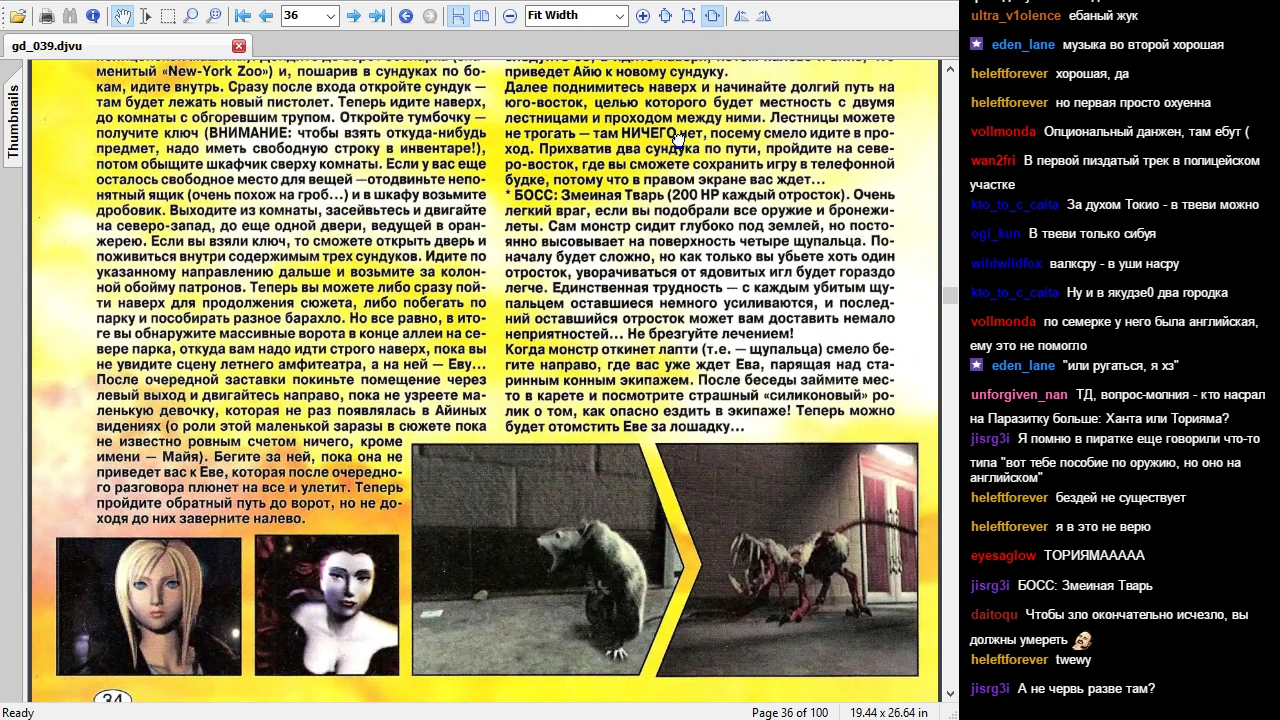 36
Fit Width
gd_039.djvu
Thumbnails
менитый «New-York Zoo») и, пошарив в сундуках по бо-
кам, идите внутрь. Сразу после входа откройте сундук —
там будет лежать новый пистолет. Теперь идите наверх,
до комнаты с обгоревшим трупом. Откройте тумбочку —
получите ключ (ВНИМАНИЕ: чтобы взять откуда-нибудь
предмет, надо иметь свободную строку в инвентаре!),
потом обыщите шкафчик сверху комнаты. Если у вас еще
осталось свободное место для вещей —отодвиньте непо-
нятный ящик (очень похож на гроб...) и в шкафу возьмите
дробовик. Выходите из комнаты, засейвьтесь и двигайте
на северо-запад, до еще одной двери, ведущей в оран-
жерею. Если вы взяли ключ, то сможете открыть дверь и
поживиться внутри содержимым трех сундуков. Идите по
указанному направлению дальше и возьмите за колон-
ной обойму патронов. Теперь вы можете либо сразу пой-
ти наверх для продолжения сюжета, либо побегать по
парку и пособирать разное барахло. Но все равно, в ито-
ге вы обнаружите массивные ворота в конце аллеи на се-
вере парка, откуда вам надо идти строго наверх, пока вы
не увидите сцену летнего амфитеатра, а на ней — Еву...
После очередной заставки покиньте помещение через
левый выход и двигайтесь направо, пока не узреете ма-
ленькую девочку, которая не раз появлялась в Айиных
видениях (о роли этой маленькой заразы в сюжете пока
не известно ровным счетом ничего, кроме
имени — Майя). Бегите за ней, пока она не
приведет вас к Еве, которая после очередно-
го разговора плюнет на все и улетит. Теперь
пройдите обратный путь до ворот, но не до-
ходя до них заверните налево.
приведет Айю к новому сундуку.
Далее поднимитесь наверх и начинайте долгий путь на
юго-восток, целью которого будет местность с двумя
лестницами и проходом между ними. Лестницы можете
не трогать — там НИЧЕГО нет, посему смело идите в про-
ход. Прихватив два сундука по пути, пройдите на севе-
ро-восток, где вы сможете сохранить игру в телефонной
будке, потому что в правом экране вас ждет...
* БОСС: Змеиная Тварь (200 HP каждый отросток). Очень
легкий враг, если вы подобрали все оружие и бронежи-
леты. Сам монстр сидит глубоко под землей, но посто-
янно высовывает на поверхность четыре щупальца. По-
началу будет сложно, но как только вы убьете хоть один
отросток, уворачиваться от ядовитых игл будет гораздо
легче. Единственная трудность — с каждым убитым щу-
пальцем оставшиеся немного усиливаются, и послед-
ний оставшийся отросток может вам доставить немало
неприятностей... Не брезгуйте лечением!
Когда монстр откинет лапти (т.е. — щупальца) смело бе-
гите направо, где вас уже ждет Ева, парящая над ста-
ринным конным экипажем. После беседы займите мес-
то в карете и посмотрите страшный «силиконовый» ро-
лик о том, как опасно ездить в экипаже! Теперь можно
будет отомстить Еве за лошадку...
34
Ready
Page 36 of 100
19.44 x 26.64 in
ultra_v1olence ебаный жук
eden_lane музыка во второй хорошая
heleftforever хорошая, да
heleftforever но первая просто охуенна
vollmonda Опциональный данжен, там ебут (
wan2fri В первой пиздатый трек в полицейском
участке
kto_to_c_caita За духом Токио - в твеви можно
ogi_kun В твеви только сибуя
wildwildfox валксру - в уши насру
kto_to_c_caita Ну и в якудзе0 два городка
vollmonda по семерке у него была английская,
ему это не помогло
eden_lane "или ругаться, я хз"
unforgiven_nan ТД, вопрос-молния - кто насрал
на Паразитку больше: Ханта или Торияма?
jisrg3i Я помню в пиратке еще говорили что-то
типа "вот тебе пособие по оружию, но оно на
английском"
heleftforever бездей не существует
heleftforever я в это не верю
eyesaglow ТОРИЯМААААА
jisrg3i БОСС: Змеиная Тварь
daitoqu Чтобы зло окончательно исчезло, вы
должны умереть
heleftforever twewy
jisrg3i А не червь разве там?